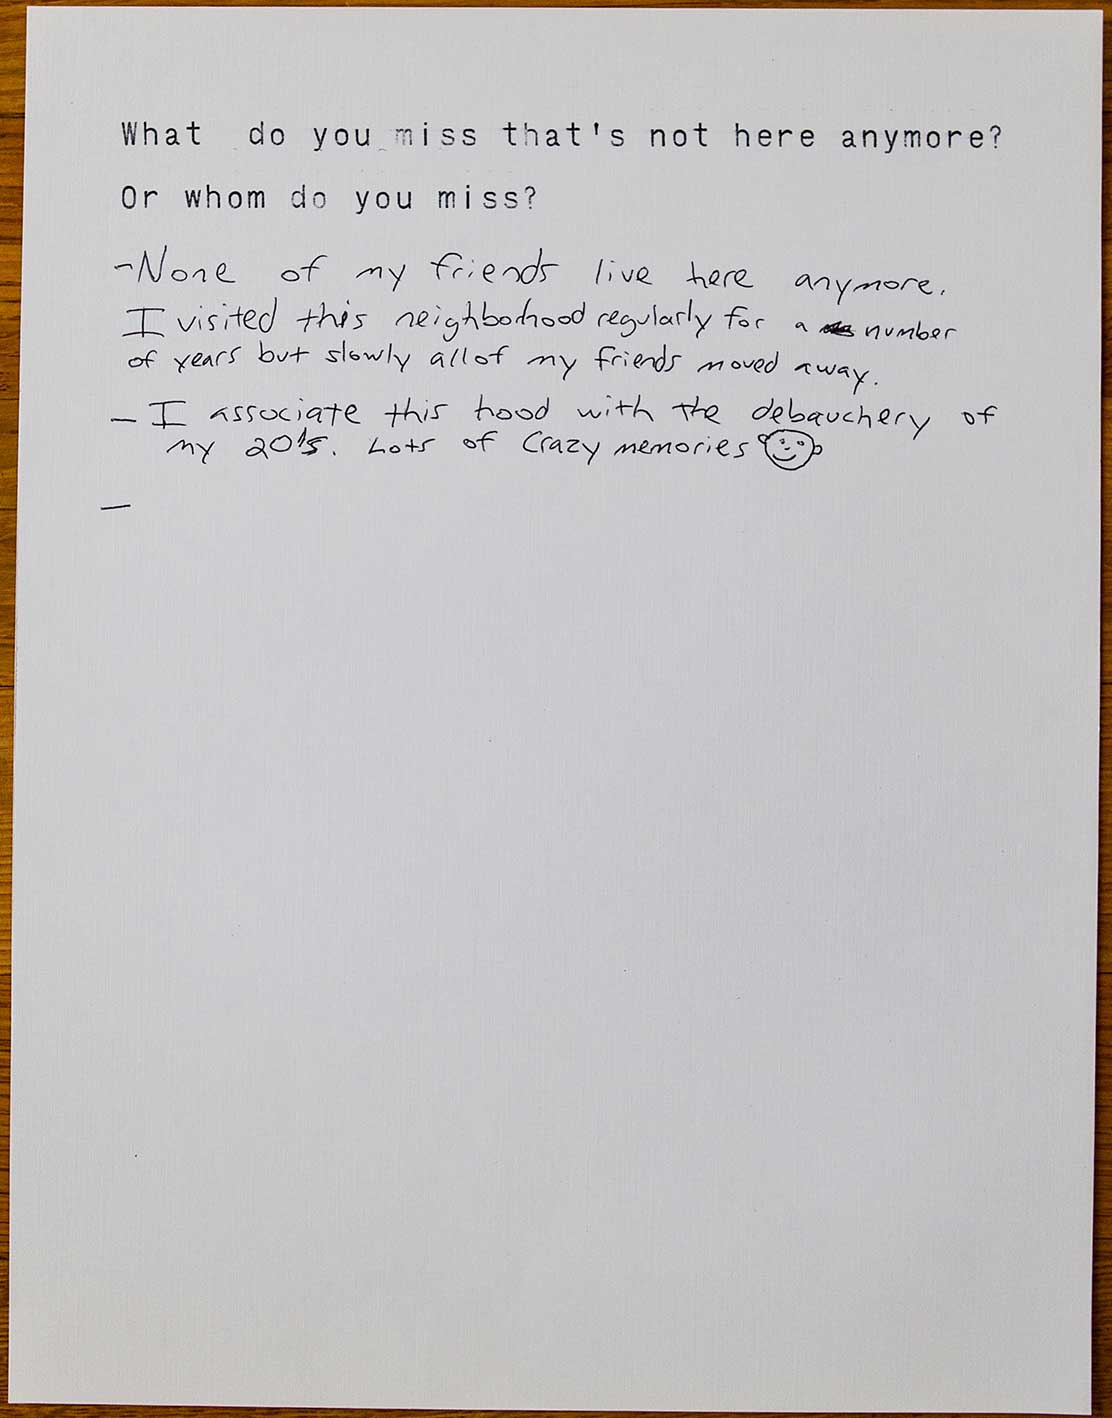 What do you miss that's not here anymore?
Or whom do you miss?
- None of my friends live here anymore.
I visited this neighborhood regularly for a number
of years but slowly all of my friends moved away.
- I associate this hood with the debauchery of
my 20's. Lots of Crazy memories
-